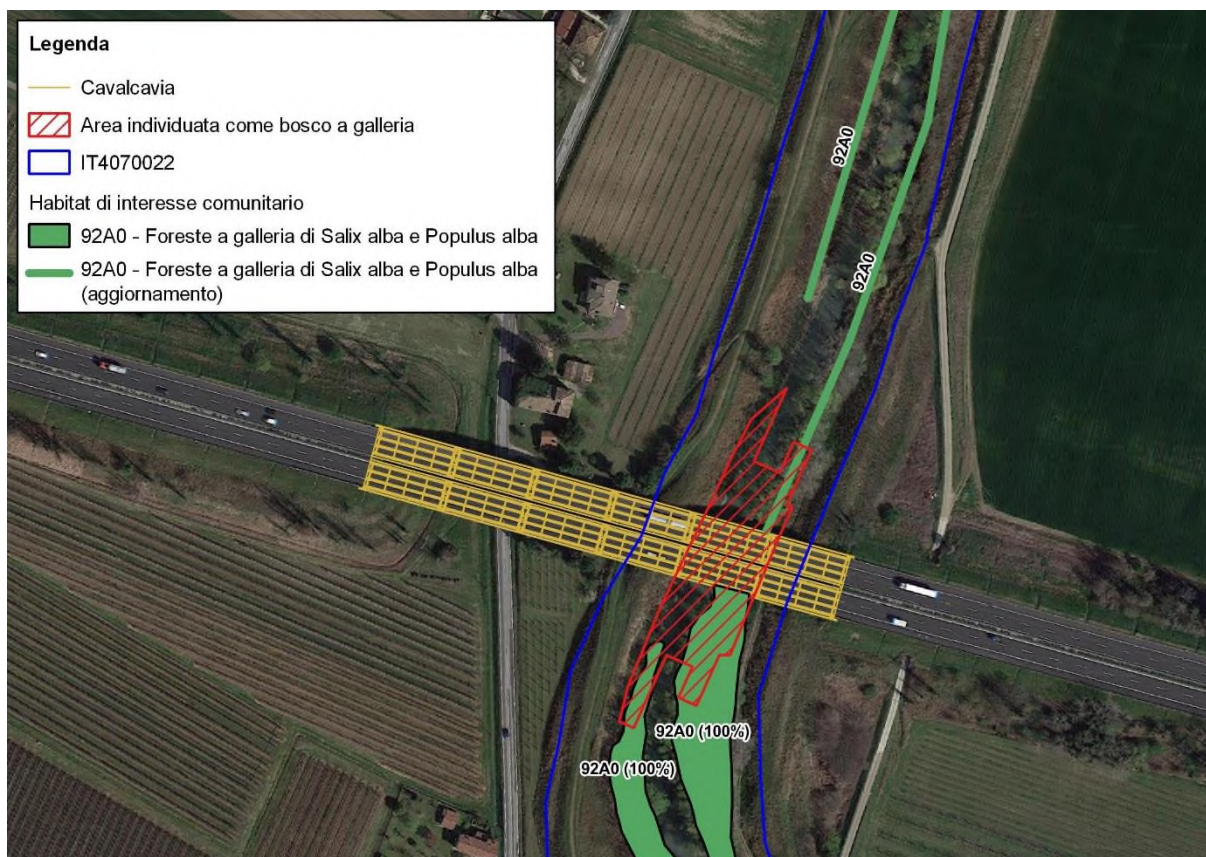 Legenda
Cavalcavia
Area individuata come bosco a galleria
IT4070022
Habitat di interesse comunitario
92A0 - Foreste a galleria di Salix alba e Populus alba
92A0 - Foreste a galleria di Salix alba e Populus alba
(aggiornamento)
92A0
92A0
92A0 (100%)
92A0 (100%)